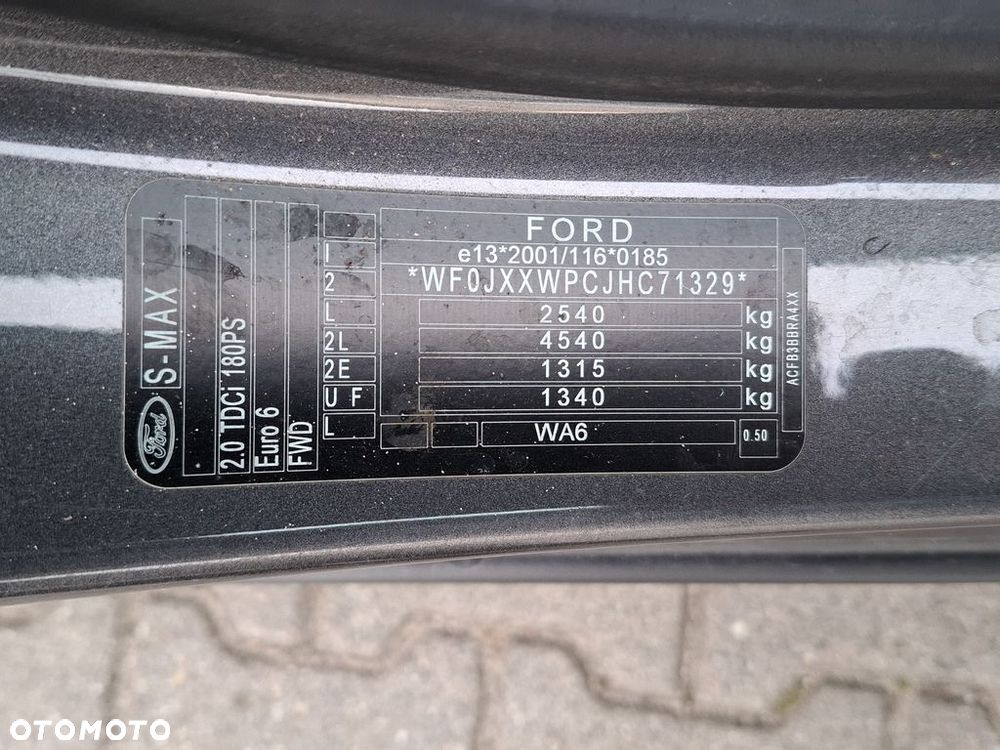 FORD
I e13*2001/116*0185
2 *WF0JXXWPCJHC71329*
L 2540 kg
2L 4540 kg
2E 1315 kg
U F 1340 kg
L WA6 0.50
ACFB3BBRA4XX
S-MAX
Ford
2.0 TDCi 180PS
Euro 6
FWD
OTOMOTO